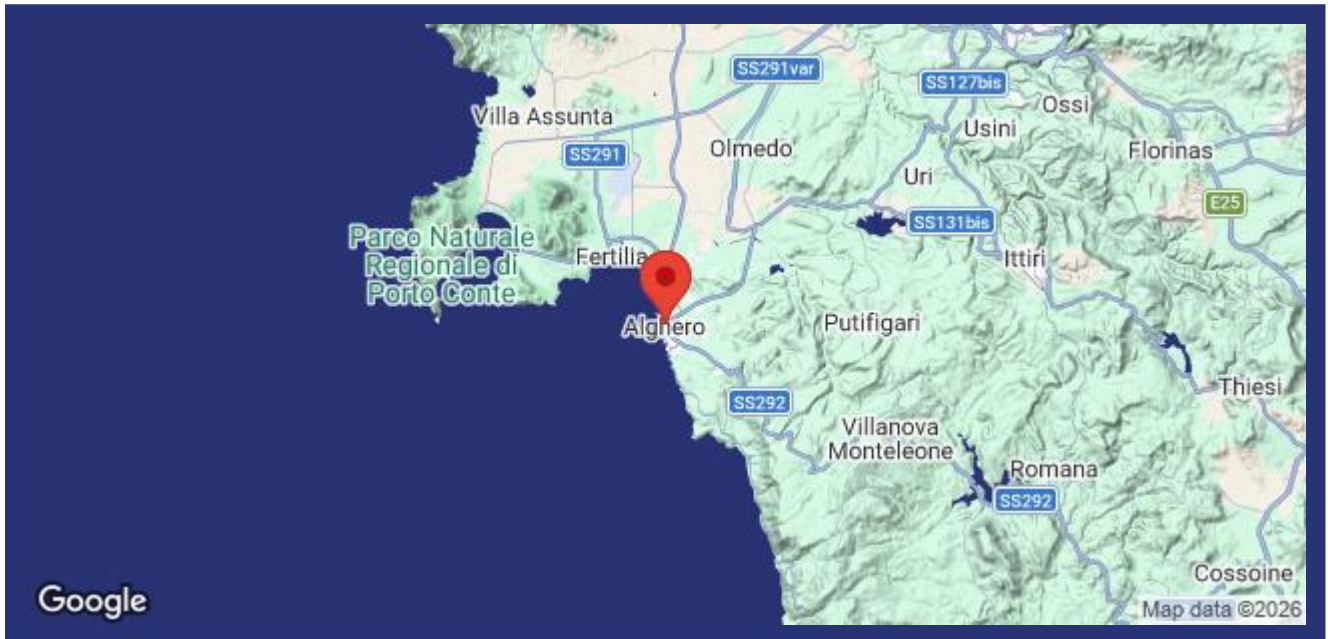 SS291var
SS127bis
Ossi
Villa Assunta
Usini
SS291
Olmedo
Florinas
Uri
E25
SS131bis
Parco Naturale
Regionale di
Porto Conte
Fertilia
Ittiri
Alghero
Putifigari
Thiesi
SS292
Villanova
Monteleone
Romana
SS292
Cossoine
Google
Map data ©2026